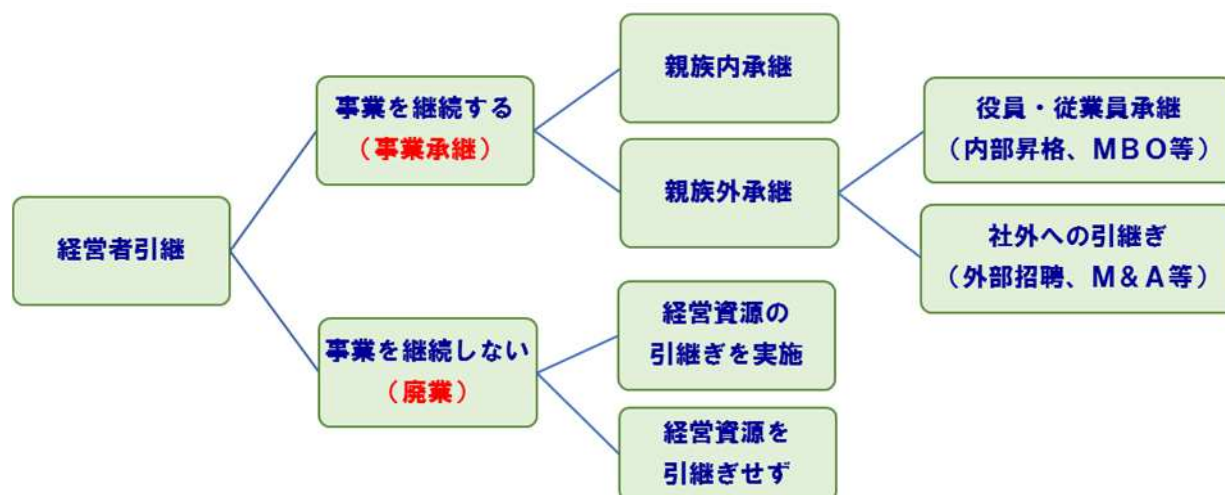 経営者引継
事業を継続する
（事業承継）
親族内承継
親族外承継
役員・従業員承継
（内部昇格、ＭＢＯ等）
社外への引継ぎ
（外部招聘、Ｍ＆Ａ等）
事業を継続しない
（廃業）
経営資源の
引継ぎを実施
経営資源を
引継ぎせず